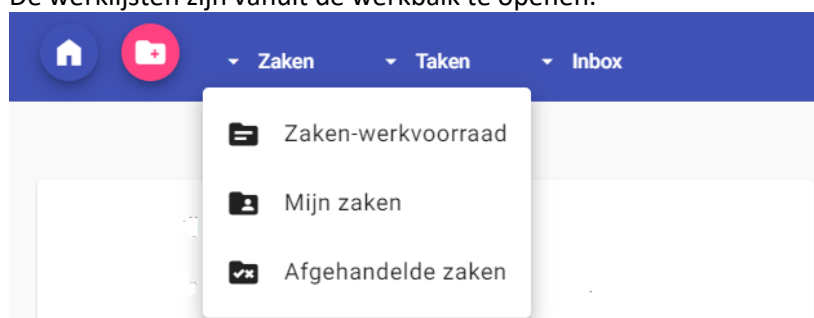 De werklijsten zijn vanuit de werkbalk te openen.
Zaken Taken Inbox
Zaken-werkvoorraad
Mijn zaken
Afgehandelde zaken